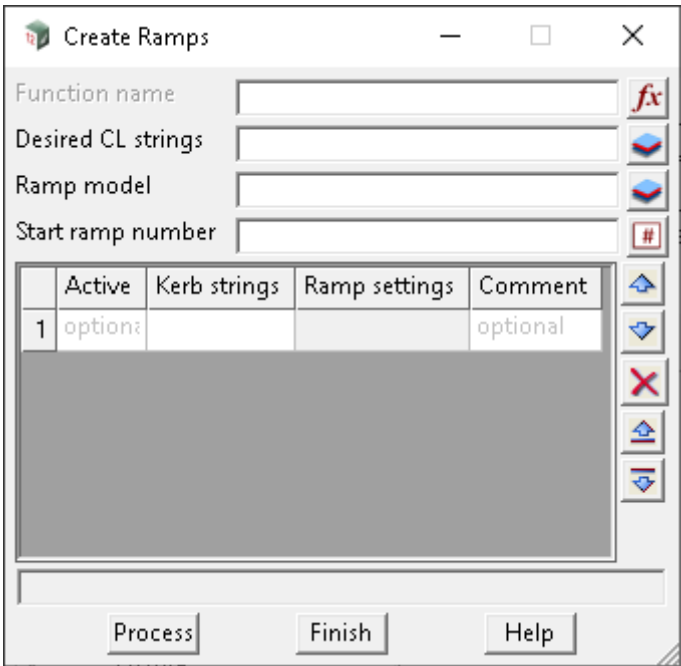 Create Ramps
Function name
fx
Desired CL strings
Ramp model
Start ramp number
#
Active Kerb strings Ramp settings Comment
1 optiona optional
Process Finish Help